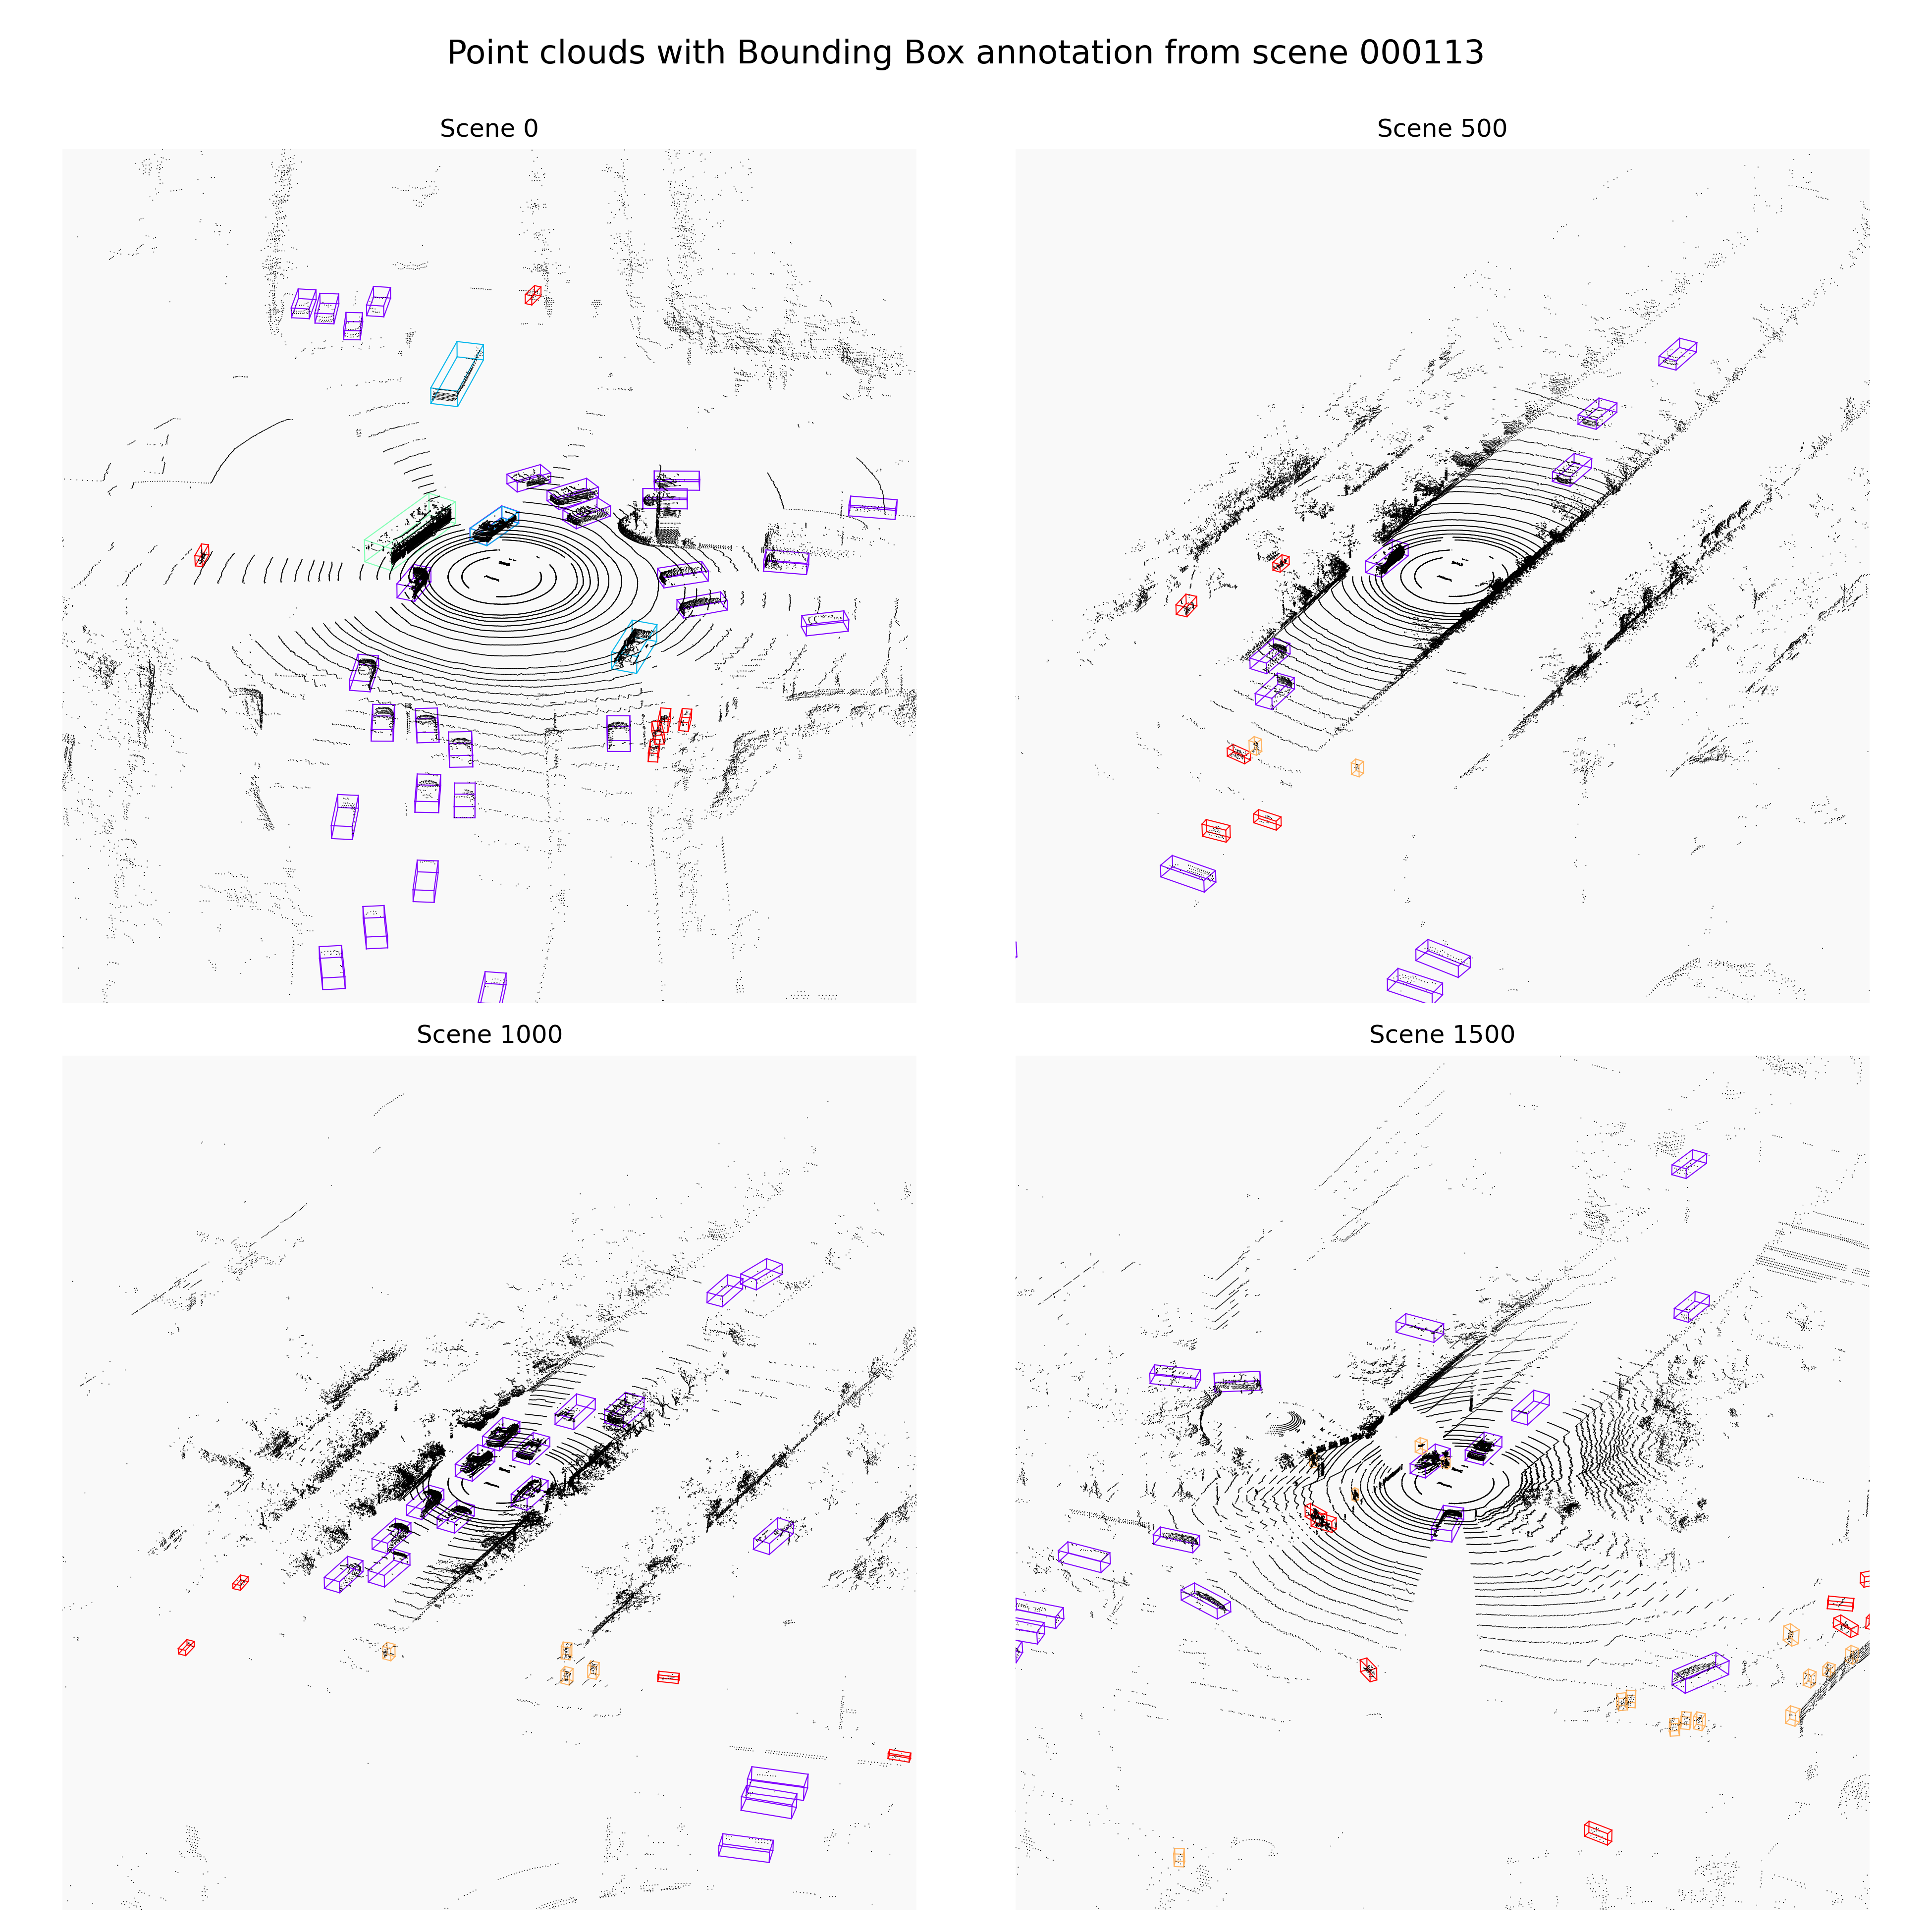 Point clouds with Bounding Box annotation from scene 000113
Scene 0
Scene 500
Scene 1000
Scene 1500